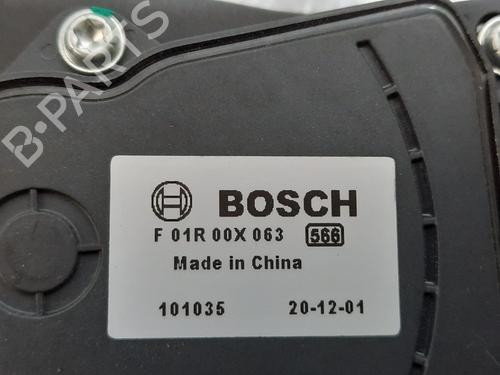 B-PARTS
BOSCH
F 01R 00X 063 566
Made in China
101035 20-12-01